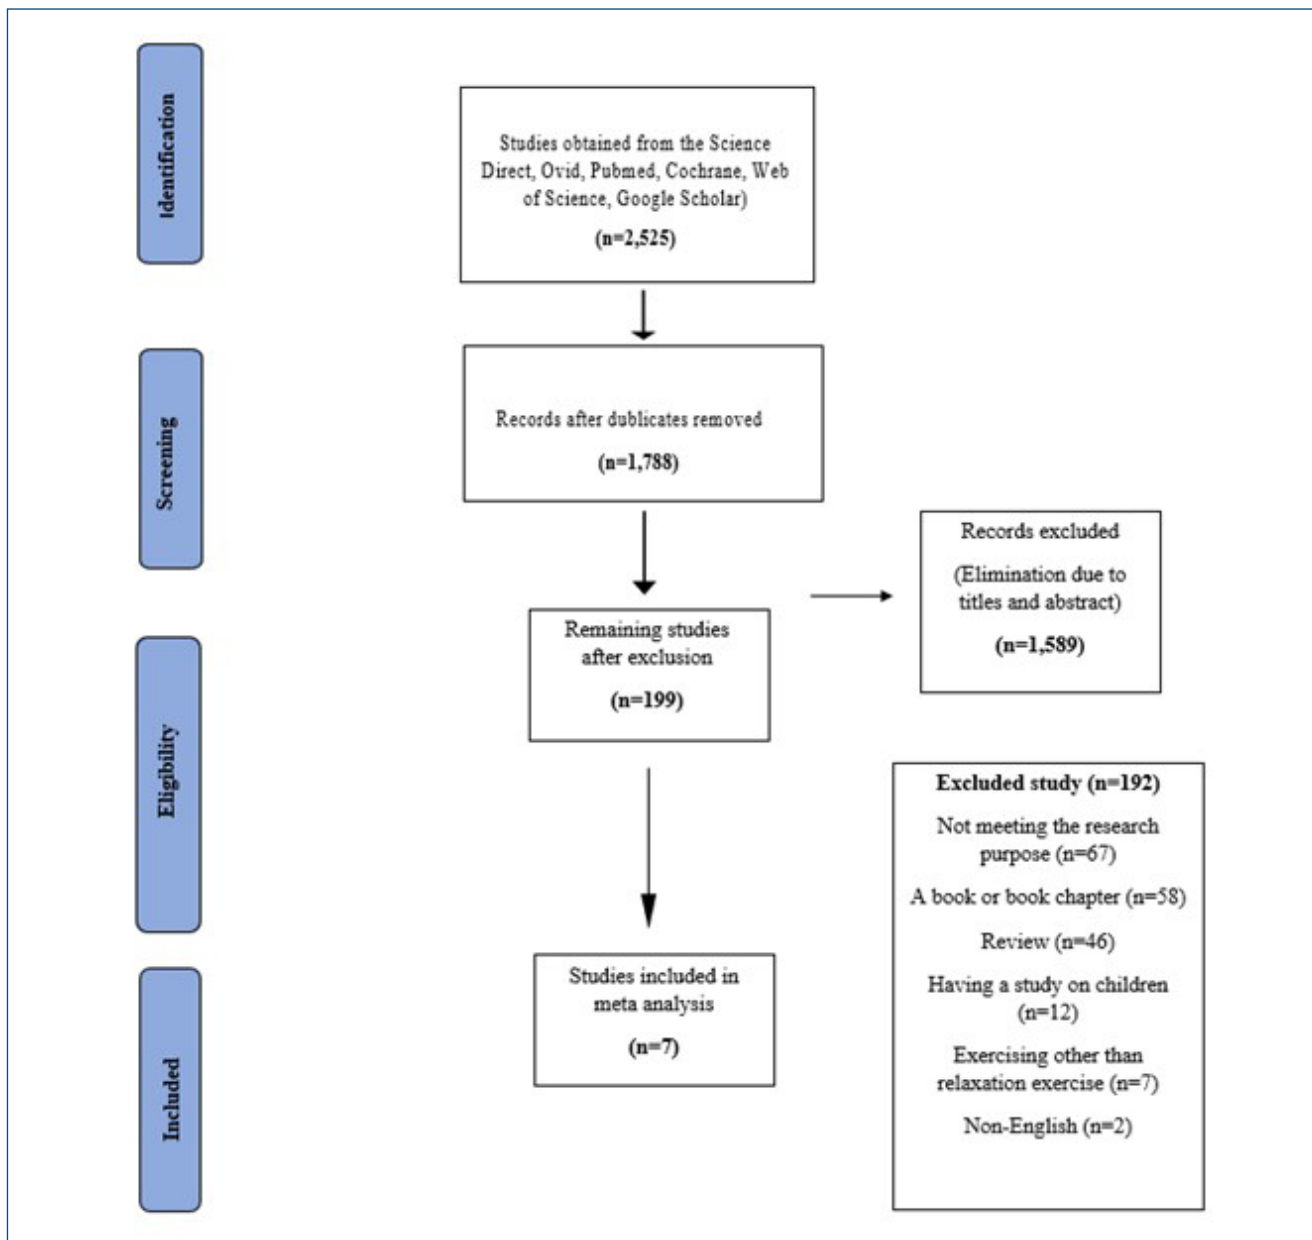 Identification
Studies obtained from the Science
Direct, Ovid, Pubmed, Cochrane, Web
of Science, Google Scholar)
(n=2,525)
Screening
Records after dublicates removed
(n=1,788)
Records excluded
(Elimination due to
titles and abstract)
(n=1,589)
Eligibility
Remaining studies
after exclusion
(n=199)
Excluded study (n=192)
Not meeting the research
purpose (n=67)
A book or book chapter (n=58)
Review (n=46)
Having a study on children
(n=12)
Exercising other than
relaxation exercise (n=7)
Non-English (n=2)
Included
Studies included in
meta analysis
(n=7)